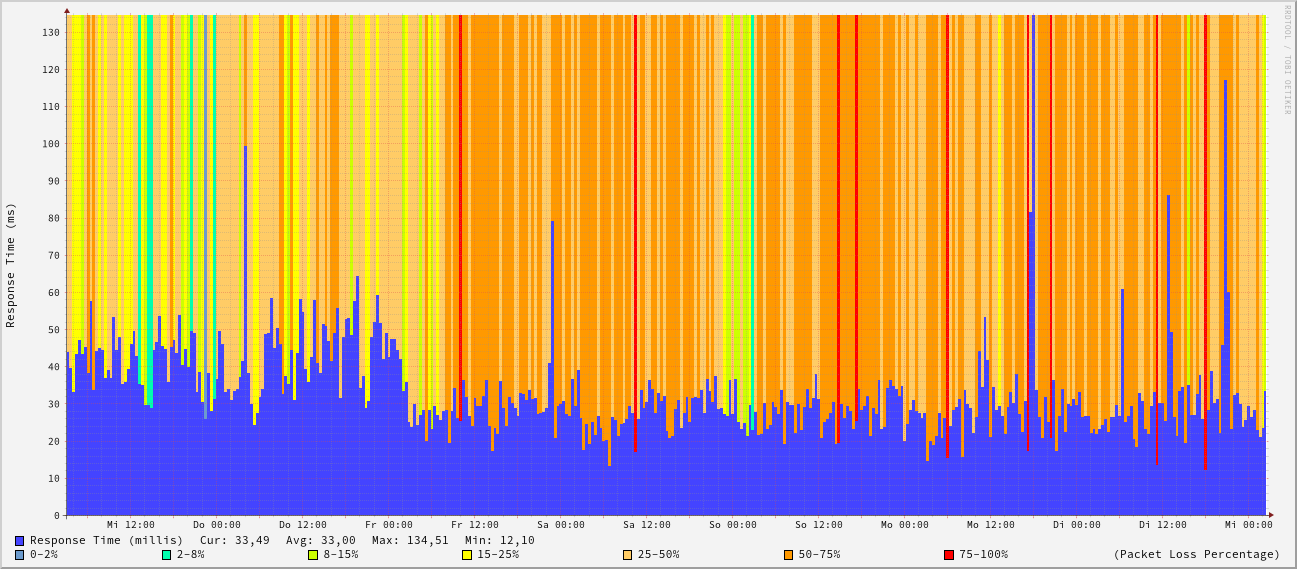 RRDTOOL / TOBI OETIKER
Response Time (ms)
130
120
110
100
90
80
70
60
50
40
30
20
10
0
Mi 12:00 Do 00:00 Do 12:00 Fr 00:00 Fr 12:00 Sa 00:00 Sa 12:00 So 00:00 So 12:00 Mo 00:00 Mo 12:00 Di 00:00 Di 12:00 Mi 00:00
Response Time (millis) Cur: 33,49 Avg: 33,00 Max: 134,51 Min: 12,10
0-2% 2-8% 8-15% 15-25% 25-50% 50-75% 75-100% (Packet Loss Percentage)